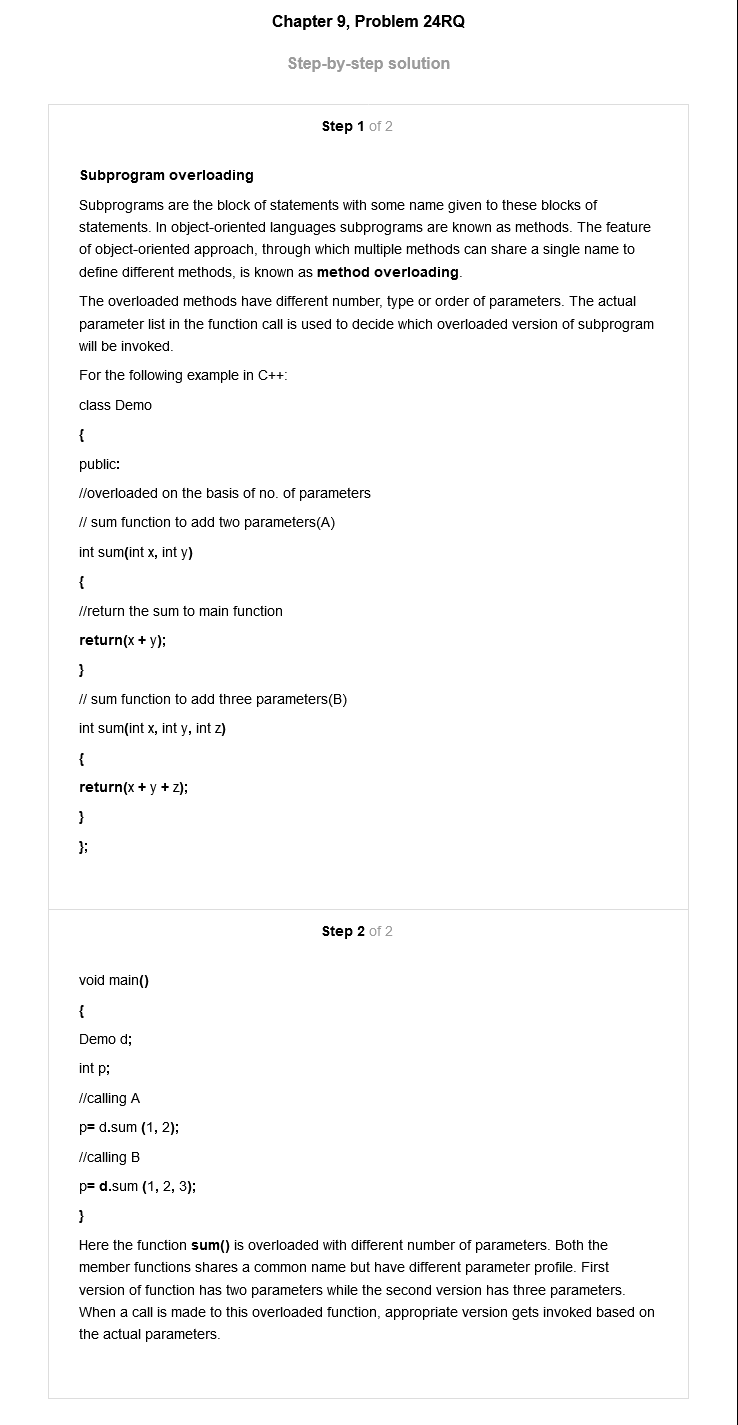 Chapter 9, Problem 24RQ
Step-by-step solution
Step 1 of 2
Subprogram overloading
Subprograms are the block of statements with some name given to these blocks of
statements. In object-oriented languages subprograms are known as methods. The feature
of object-oriented approach, through which multiple methods can share a single name to
define different methods, is known as method overloading.
The overloaded methods have different number, type or order of parameters. The actual
parameter list in the function call is used to decide which overloaded version of subprogram
will be invoked.
For the following example in C++:
class Demo
{
public:
//overloaded on the basis of no. of parameters
// sum function to add two parameters(A)
int sum(int x, int y)
{
//return the sum to main function
return(x + y);
}
// sum function to add three parameters(B)
int sum(int x, int y, int z)
{
return(x + y + z);
}
};
Step 2 of 2
void main()
{
Demo d;
int p;
//calling A
p= d.sum (1, 2);
//calling B
p= d.sum (1, 2, 3);
}
Here the function sum() is overloaded with different number of parameters. Both the
member functions shares a common name but have different parameter profile. First
version of function has two parameters while the second version has three parameters.
When a call is made to this overloaded function, appropriate version gets invoked based on
the actual parameters.